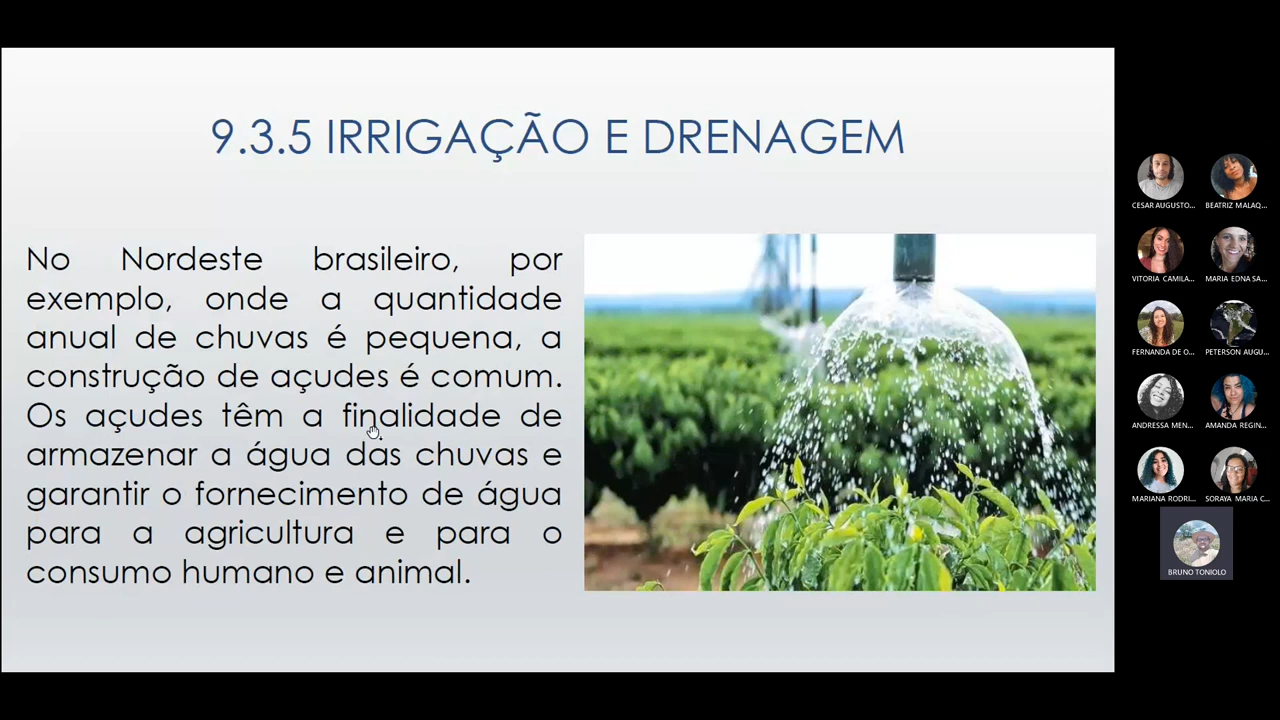 9.3.5 IRRIGAÇÃO E DRENAGEM
No Nordeste brasileiro, por
exemplo, onde a quantidade
anual de chuvas é pequena, a
construção de açudes é comum.
Os açudes têm a finalidade de
armazenar a água das chuvas e
garantir o fornecimento de água
para a agricultura e para o
consumo humano e animal.
CESAR AUGUSTO...
BEATRIZ MALAQ...
VITORIA CAMILA...
MARIA EDNA SA...
FERNANDA DE O...
PETERSON AUGU...
ANDRESSA MEN...
AMANDA REGIN...
MARIANA RODRI...
SORAYA MARIA C...
BRUNO TONIOLO